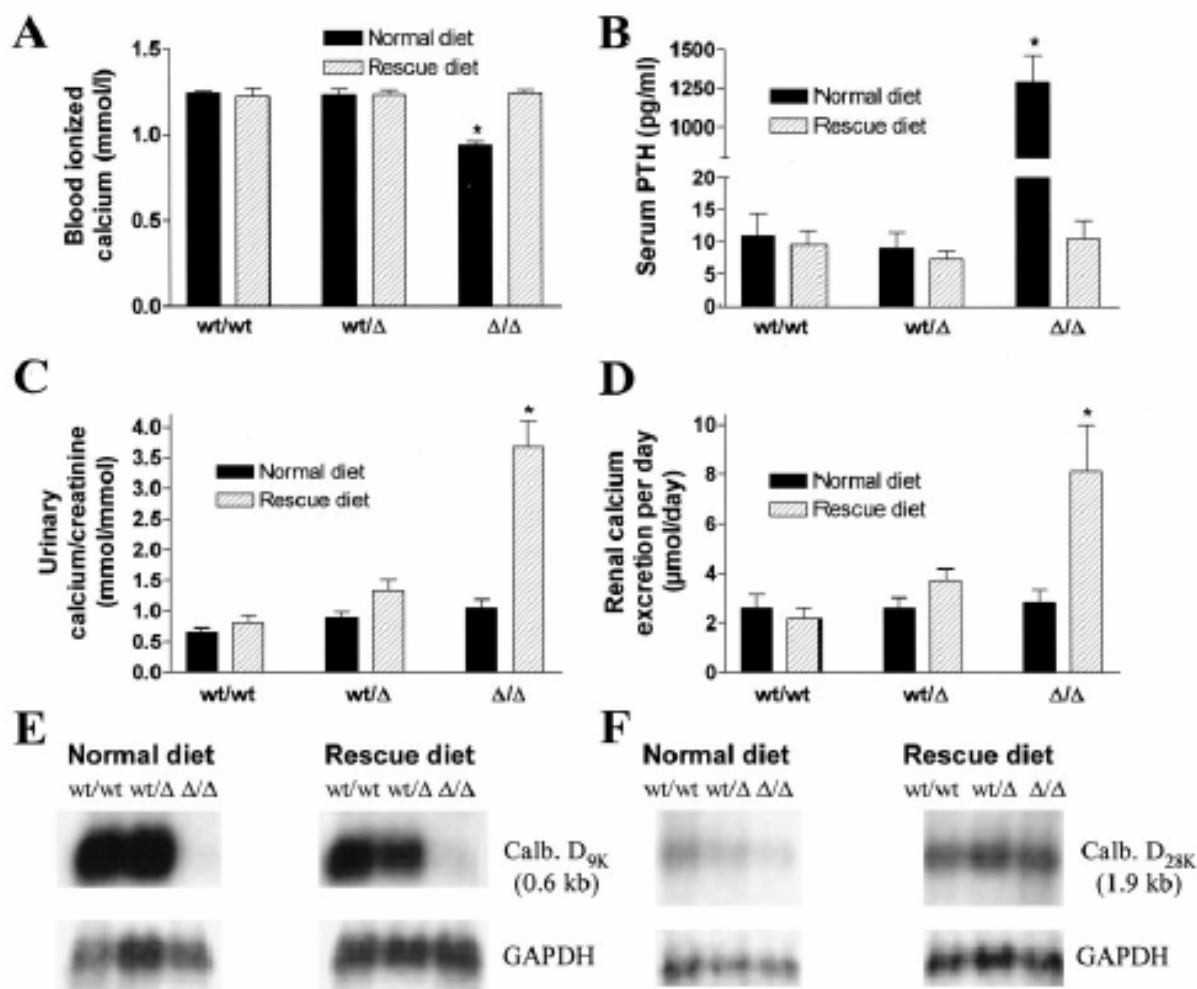 A
Normal diet
Rescue diet
Blood ionized
calcium (mmol/l)
1.5
1.0
0.5
0.0
*
wt/wt
wt/Δ
Δ/Δ
B
Normal diet
Rescue diet
Serum PTH (pg/ml)
1500
1250
1000
20
15
10
5
0
*
wt/wt
wt/Δ
Δ/Δ
C
Normal diet
Rescue diet
Urinary
calcium/creatinine
(mmol/mmol)
4.0
3.5
3.0
2.5
2.0
1.5
1.0
0.5
0.0
*
wt/wt
wt/Δ
Δ/Δ
D
Normal diet
Rescue diet
Renal calcium
excretion per day
(μmol/day)
10
8
6
4
2
0
*
wt/wt
wt/Δ
Δ/Δ
E
Normal diet
wt/wt wt/Δ Δ/Δ
Rescue diet
wt/wt wt/Δ Δ/Δ
Calb. D9K
(0.6 kb)
GAPDH
F
Normal diet
wt/wt wt/Δ Δ/Δ
Rescue diet
wt/wt wt/Δ Δ/Δ
Calb. D28K
(1.9 kb)
GAPDH